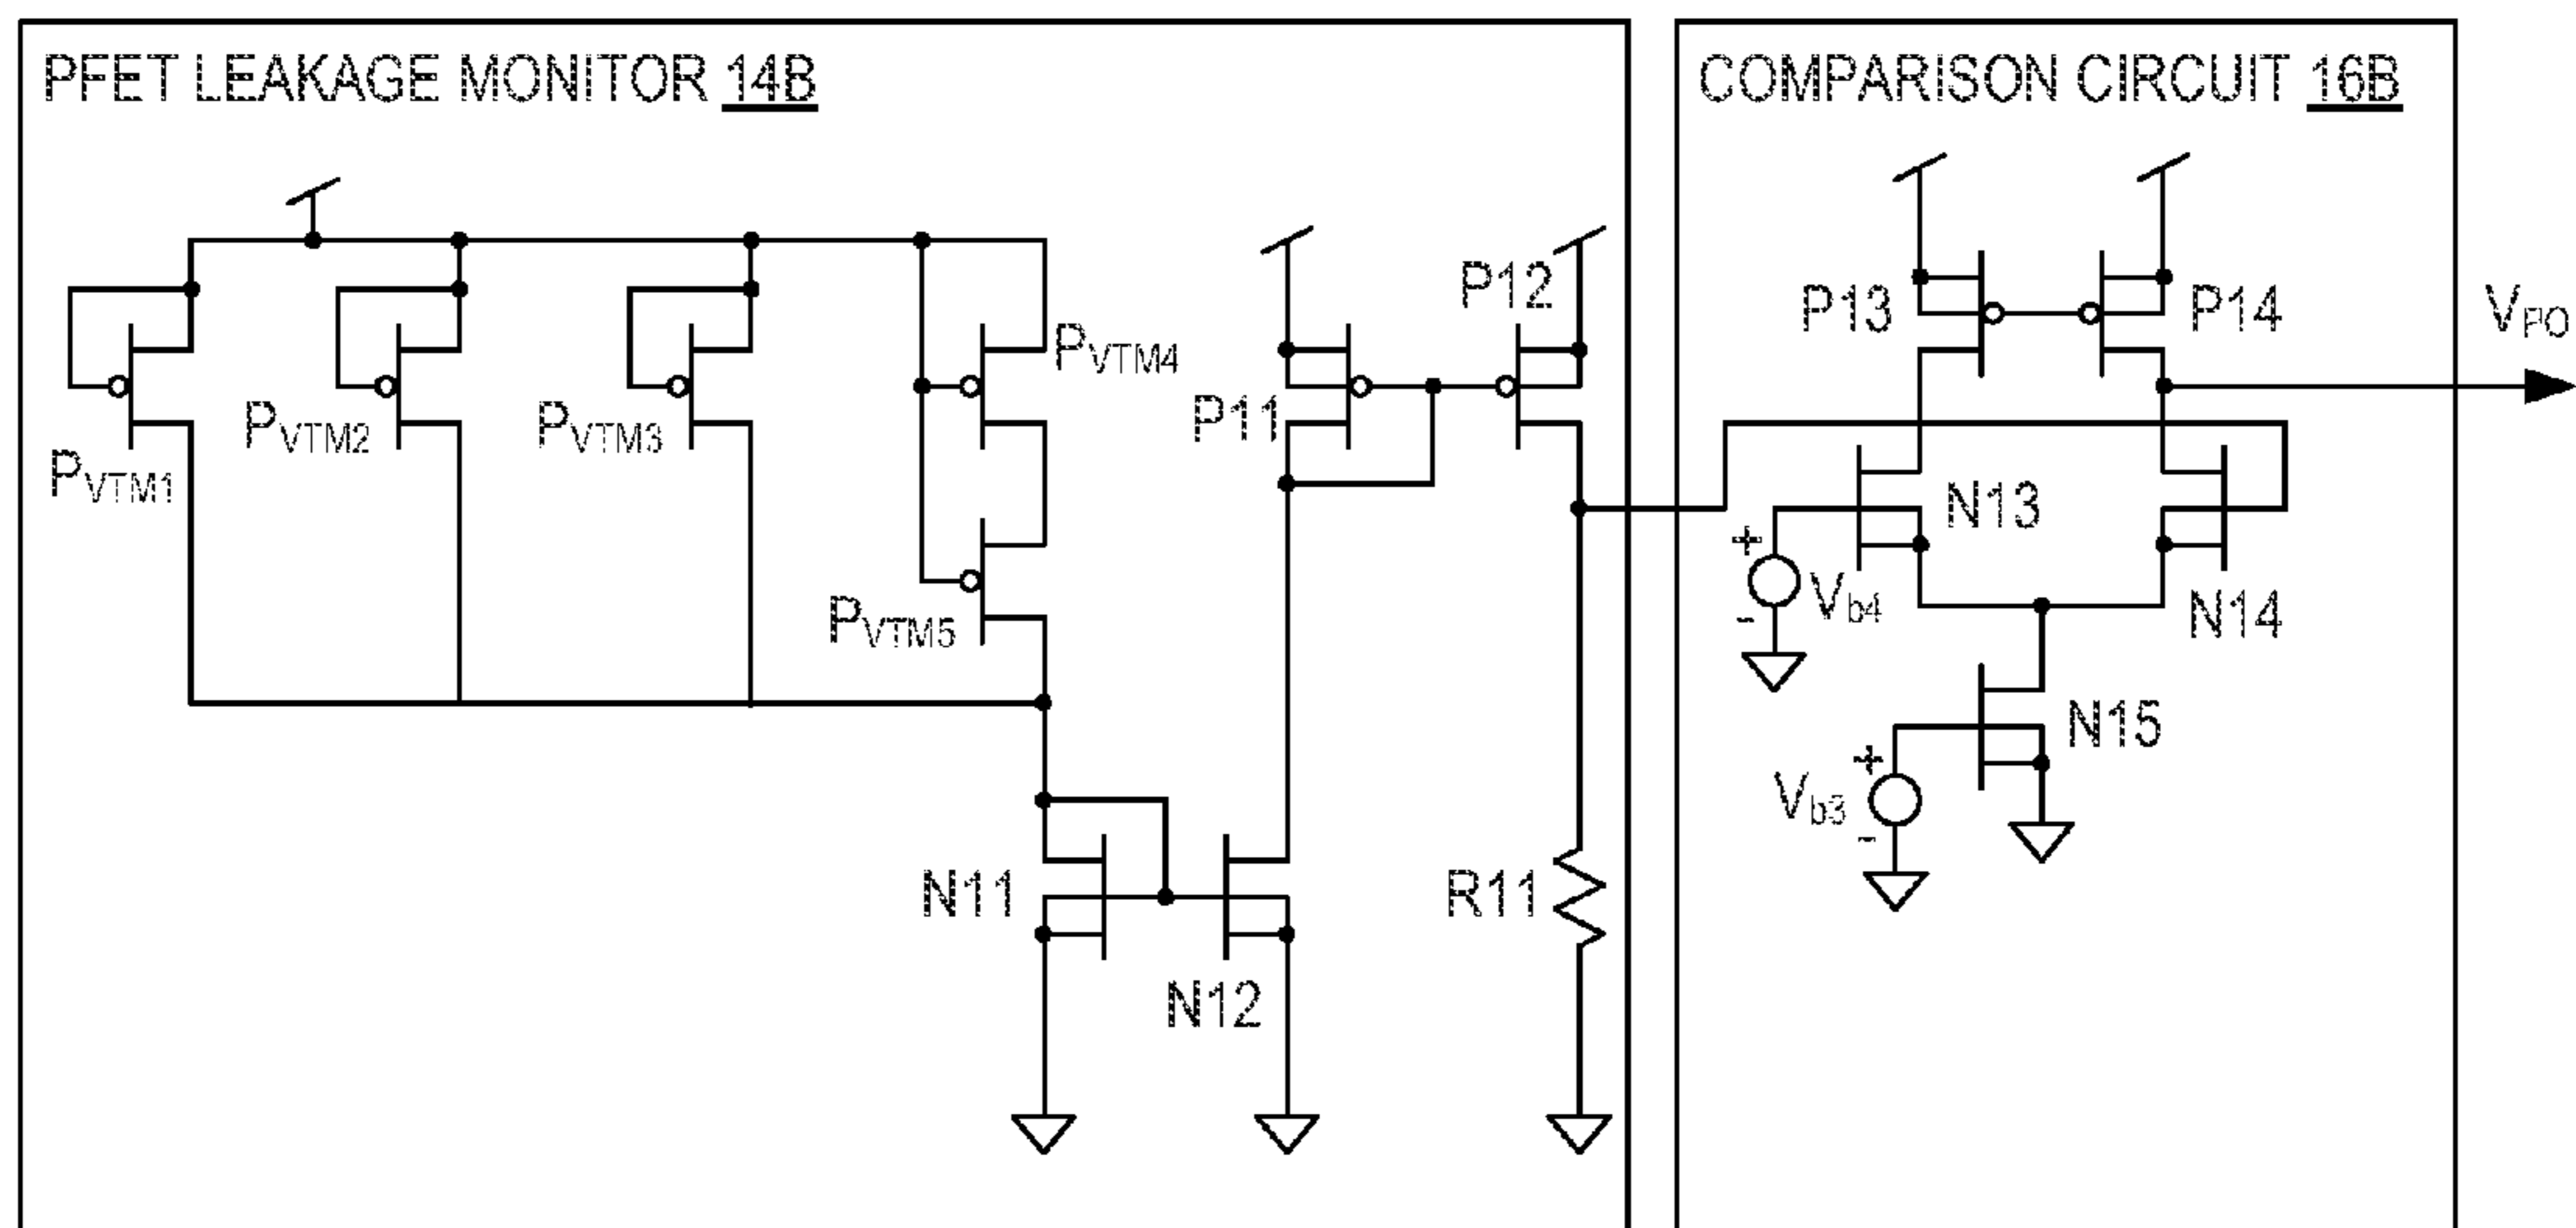 PFET LEAKAGE MONITOR 14B
COMPARISON CIRCUIT 16B
PVTM1
PVTM2
PVTM3
PVTM4
PVTM5
P11
P12
N11
N12
R11
P13
P14
VPO
N13
N14
+
-
Vb4
N15
+
-
Vb3